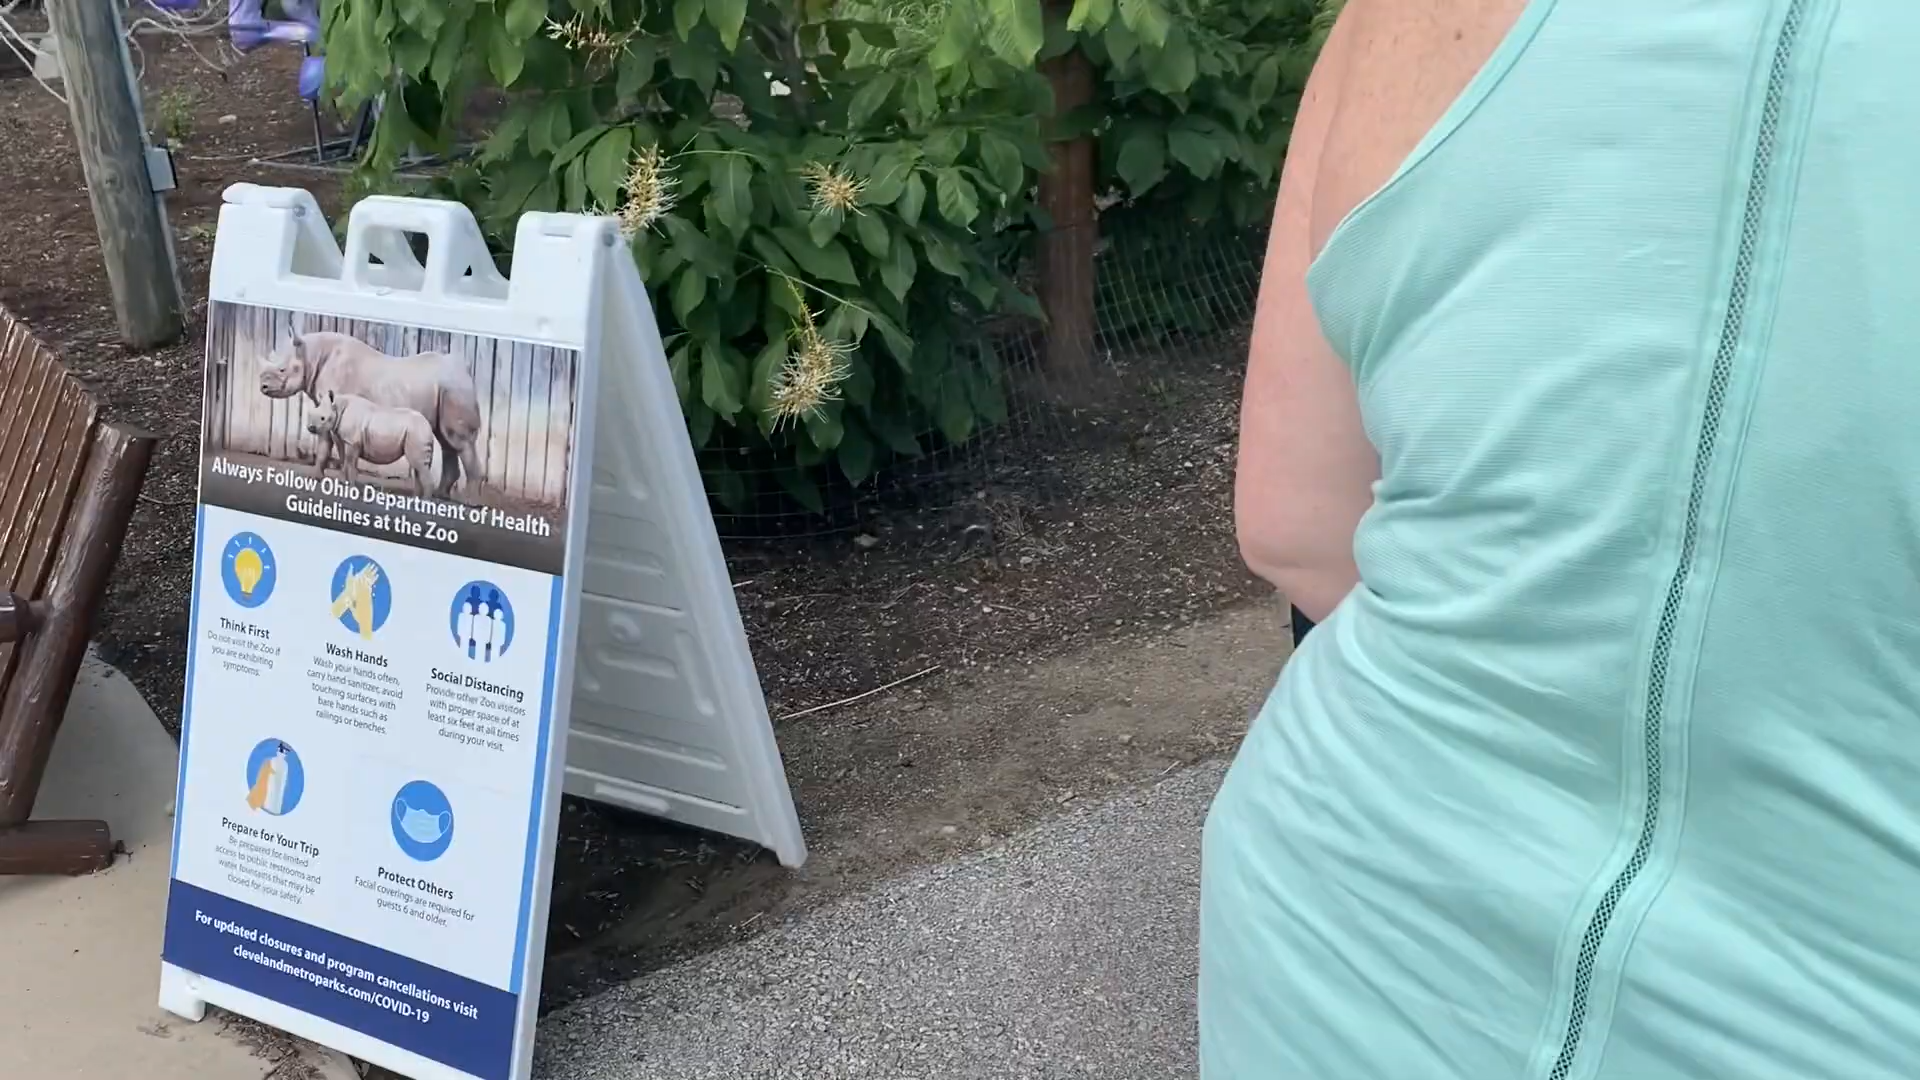 Always Follow Ohio Department of Health
Guidelines at the Zoo
Think First
Do not visit the Zoo if
you are exhibiting
symptoms.
Wash Hands
Wash your hands often,
carry hand sanitizer, avoid
touching surfaces with
bare hands such as
railings or benches.
Social Distancing
Provide other Zoo visitors
with proper space of at
least six feet at all times
during your visit.
Prepare for Your Trip
Be prepared for limited
access to public restrooms and
water fountains that may be
closed for your safety.
Protect Others
Facial coverings are required for
guests 6 and older.
For updated closures and program cancellations visit
clevelandmetroparks.com/COVID-19